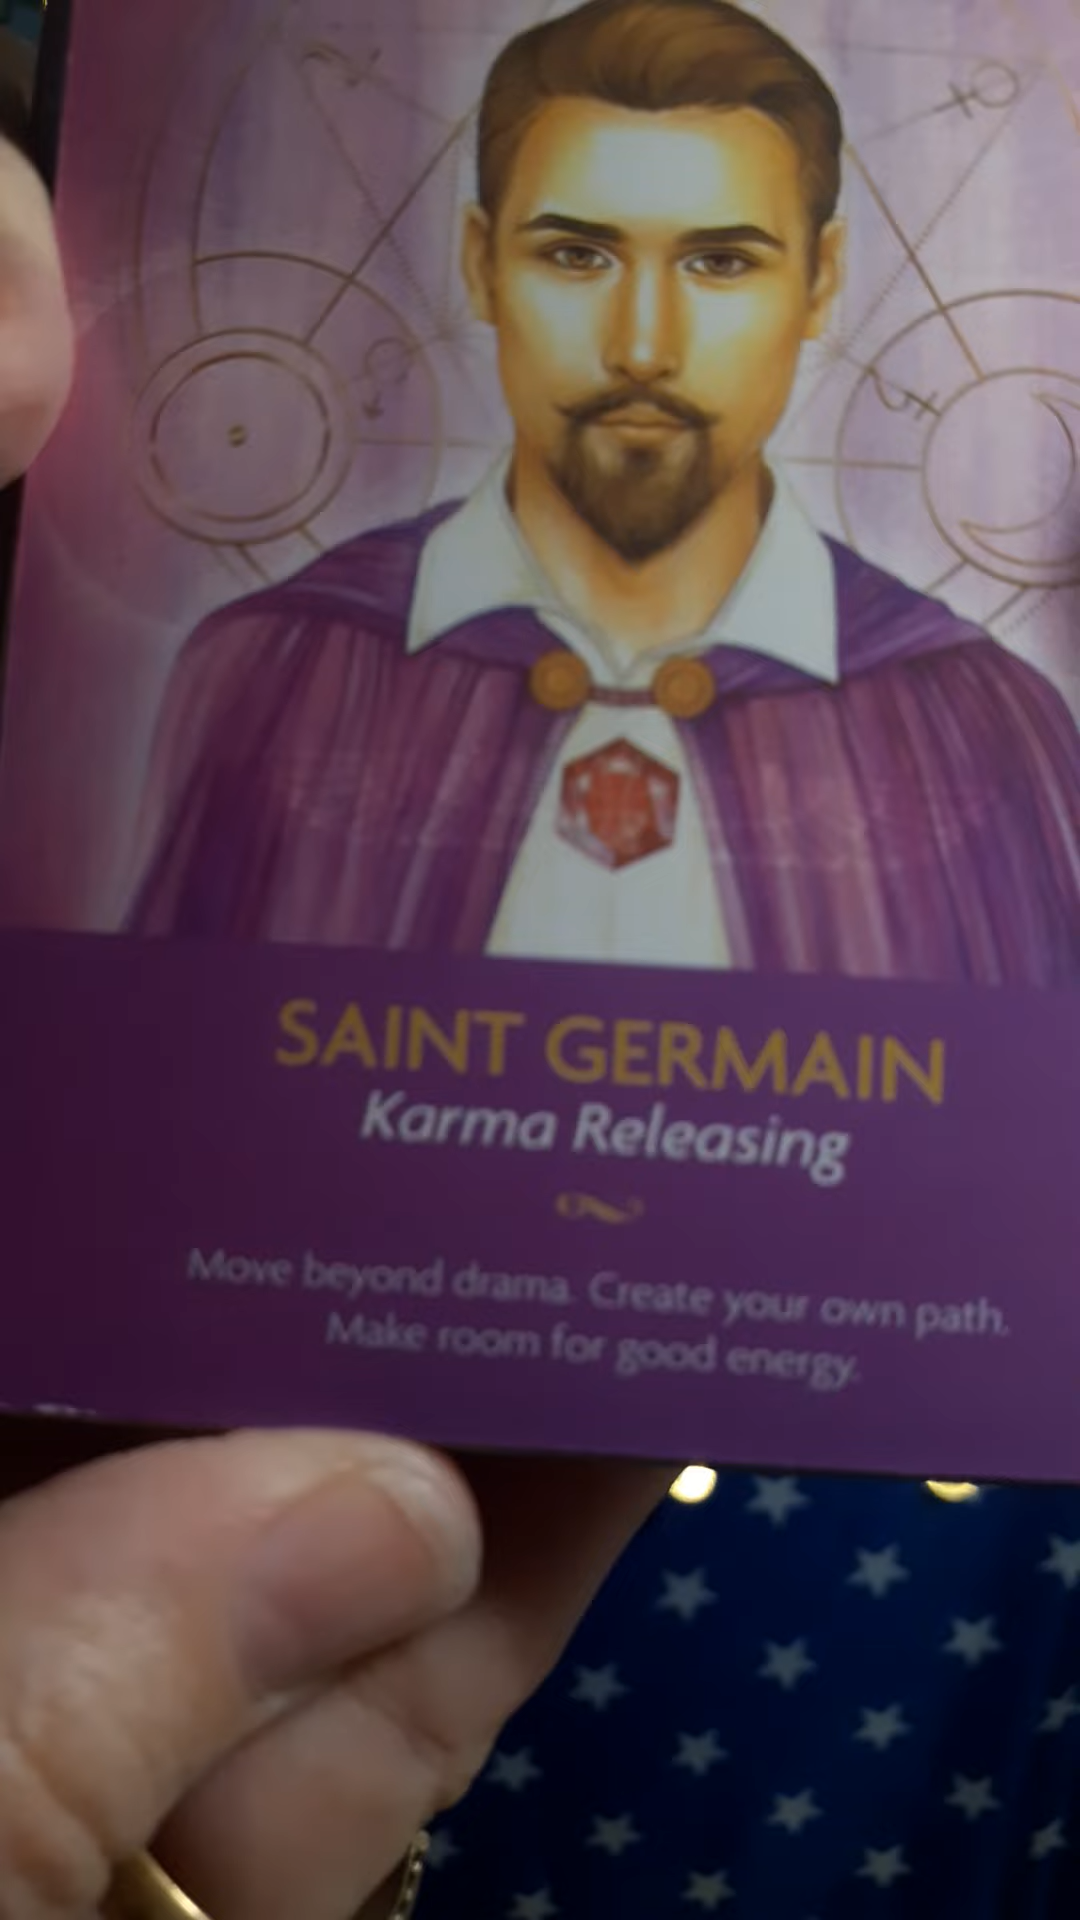 SAINT GERMAIN
Karma Releasing
Move beyond drama. Create your own path.
Make room for good energy.